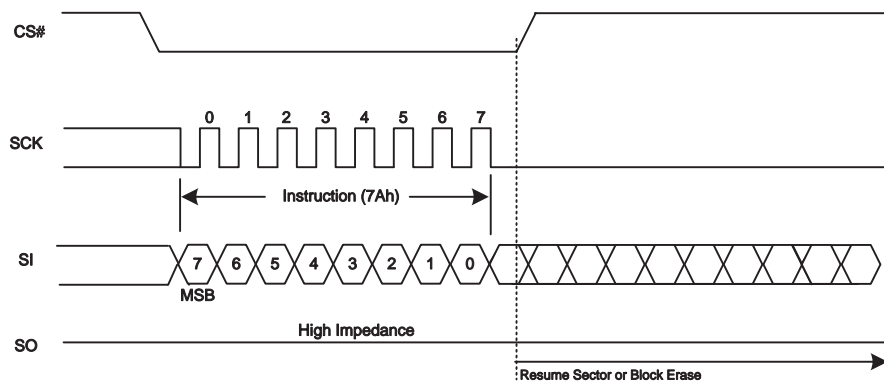 CS#
0 1 2 3 4 5 6 7
SCK
Instruction (7Ah)
SI
7 6 5 4 3 2 1 0
MSB
High Impedance
SO
Resume Sector or Block Erase